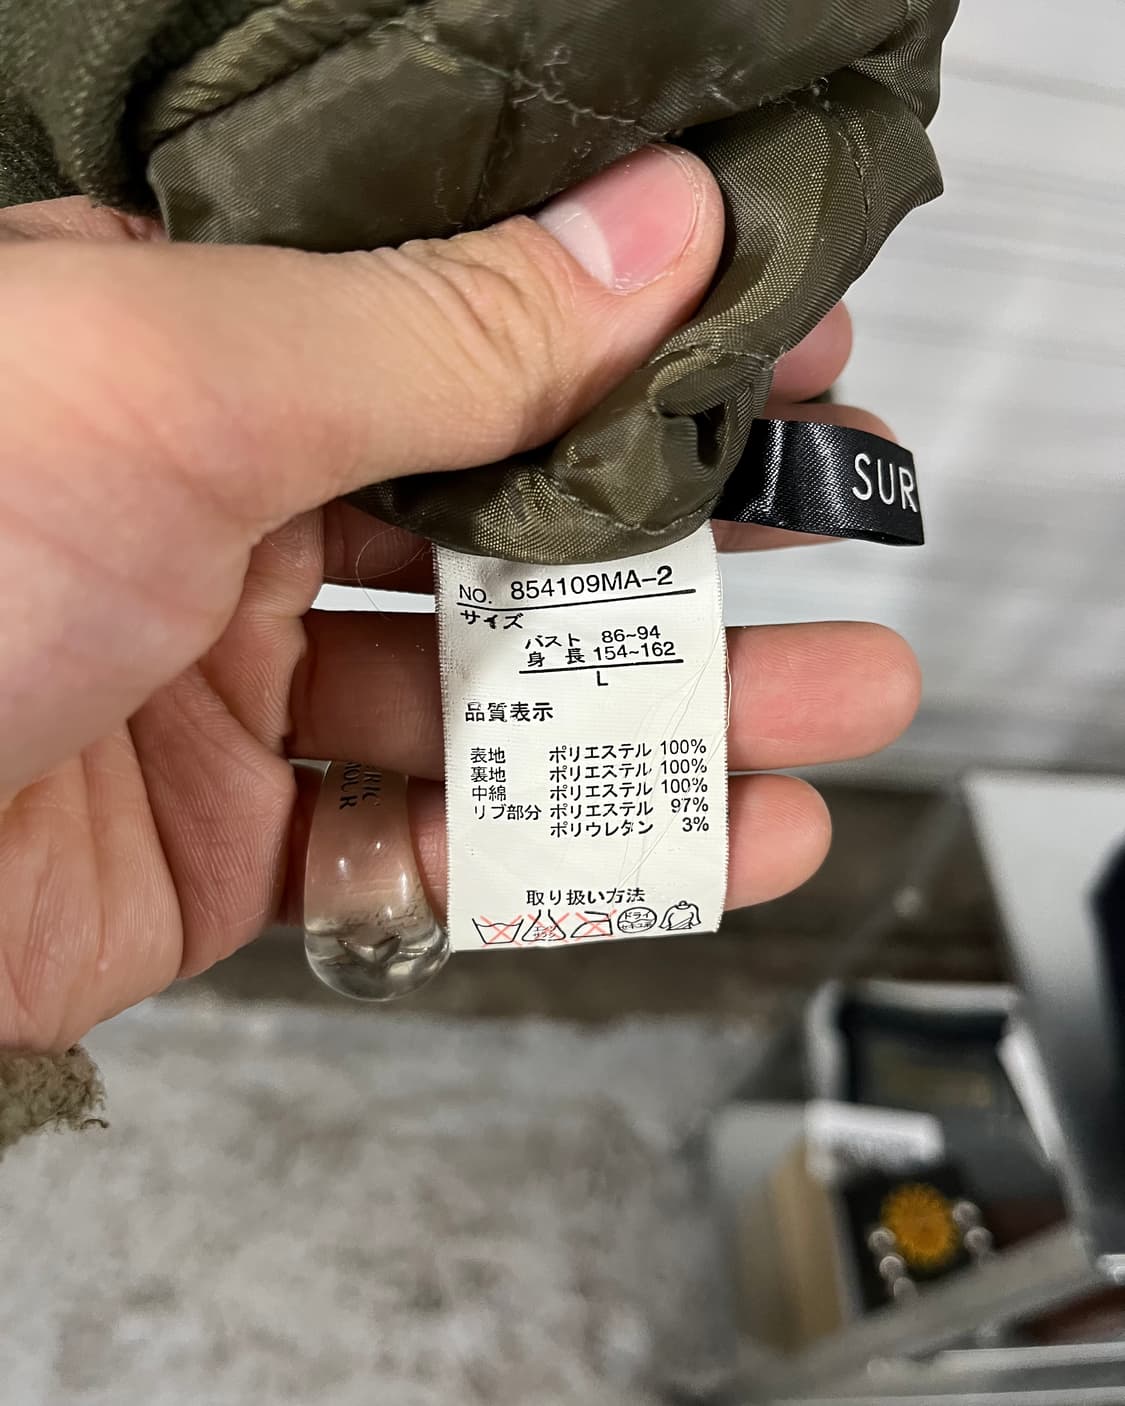 SUR
NO. 854109MA-2
サイズ
バスト 86~94
身 長 154~162
L
品質表示
表地 ポリエステル 100%
裏地 ポリエステル 100%
中綿 ポリエステル 100%
リブ部分 ポリエステル 97%
ポリウレタン 3%
取り扱い方法
ドライ